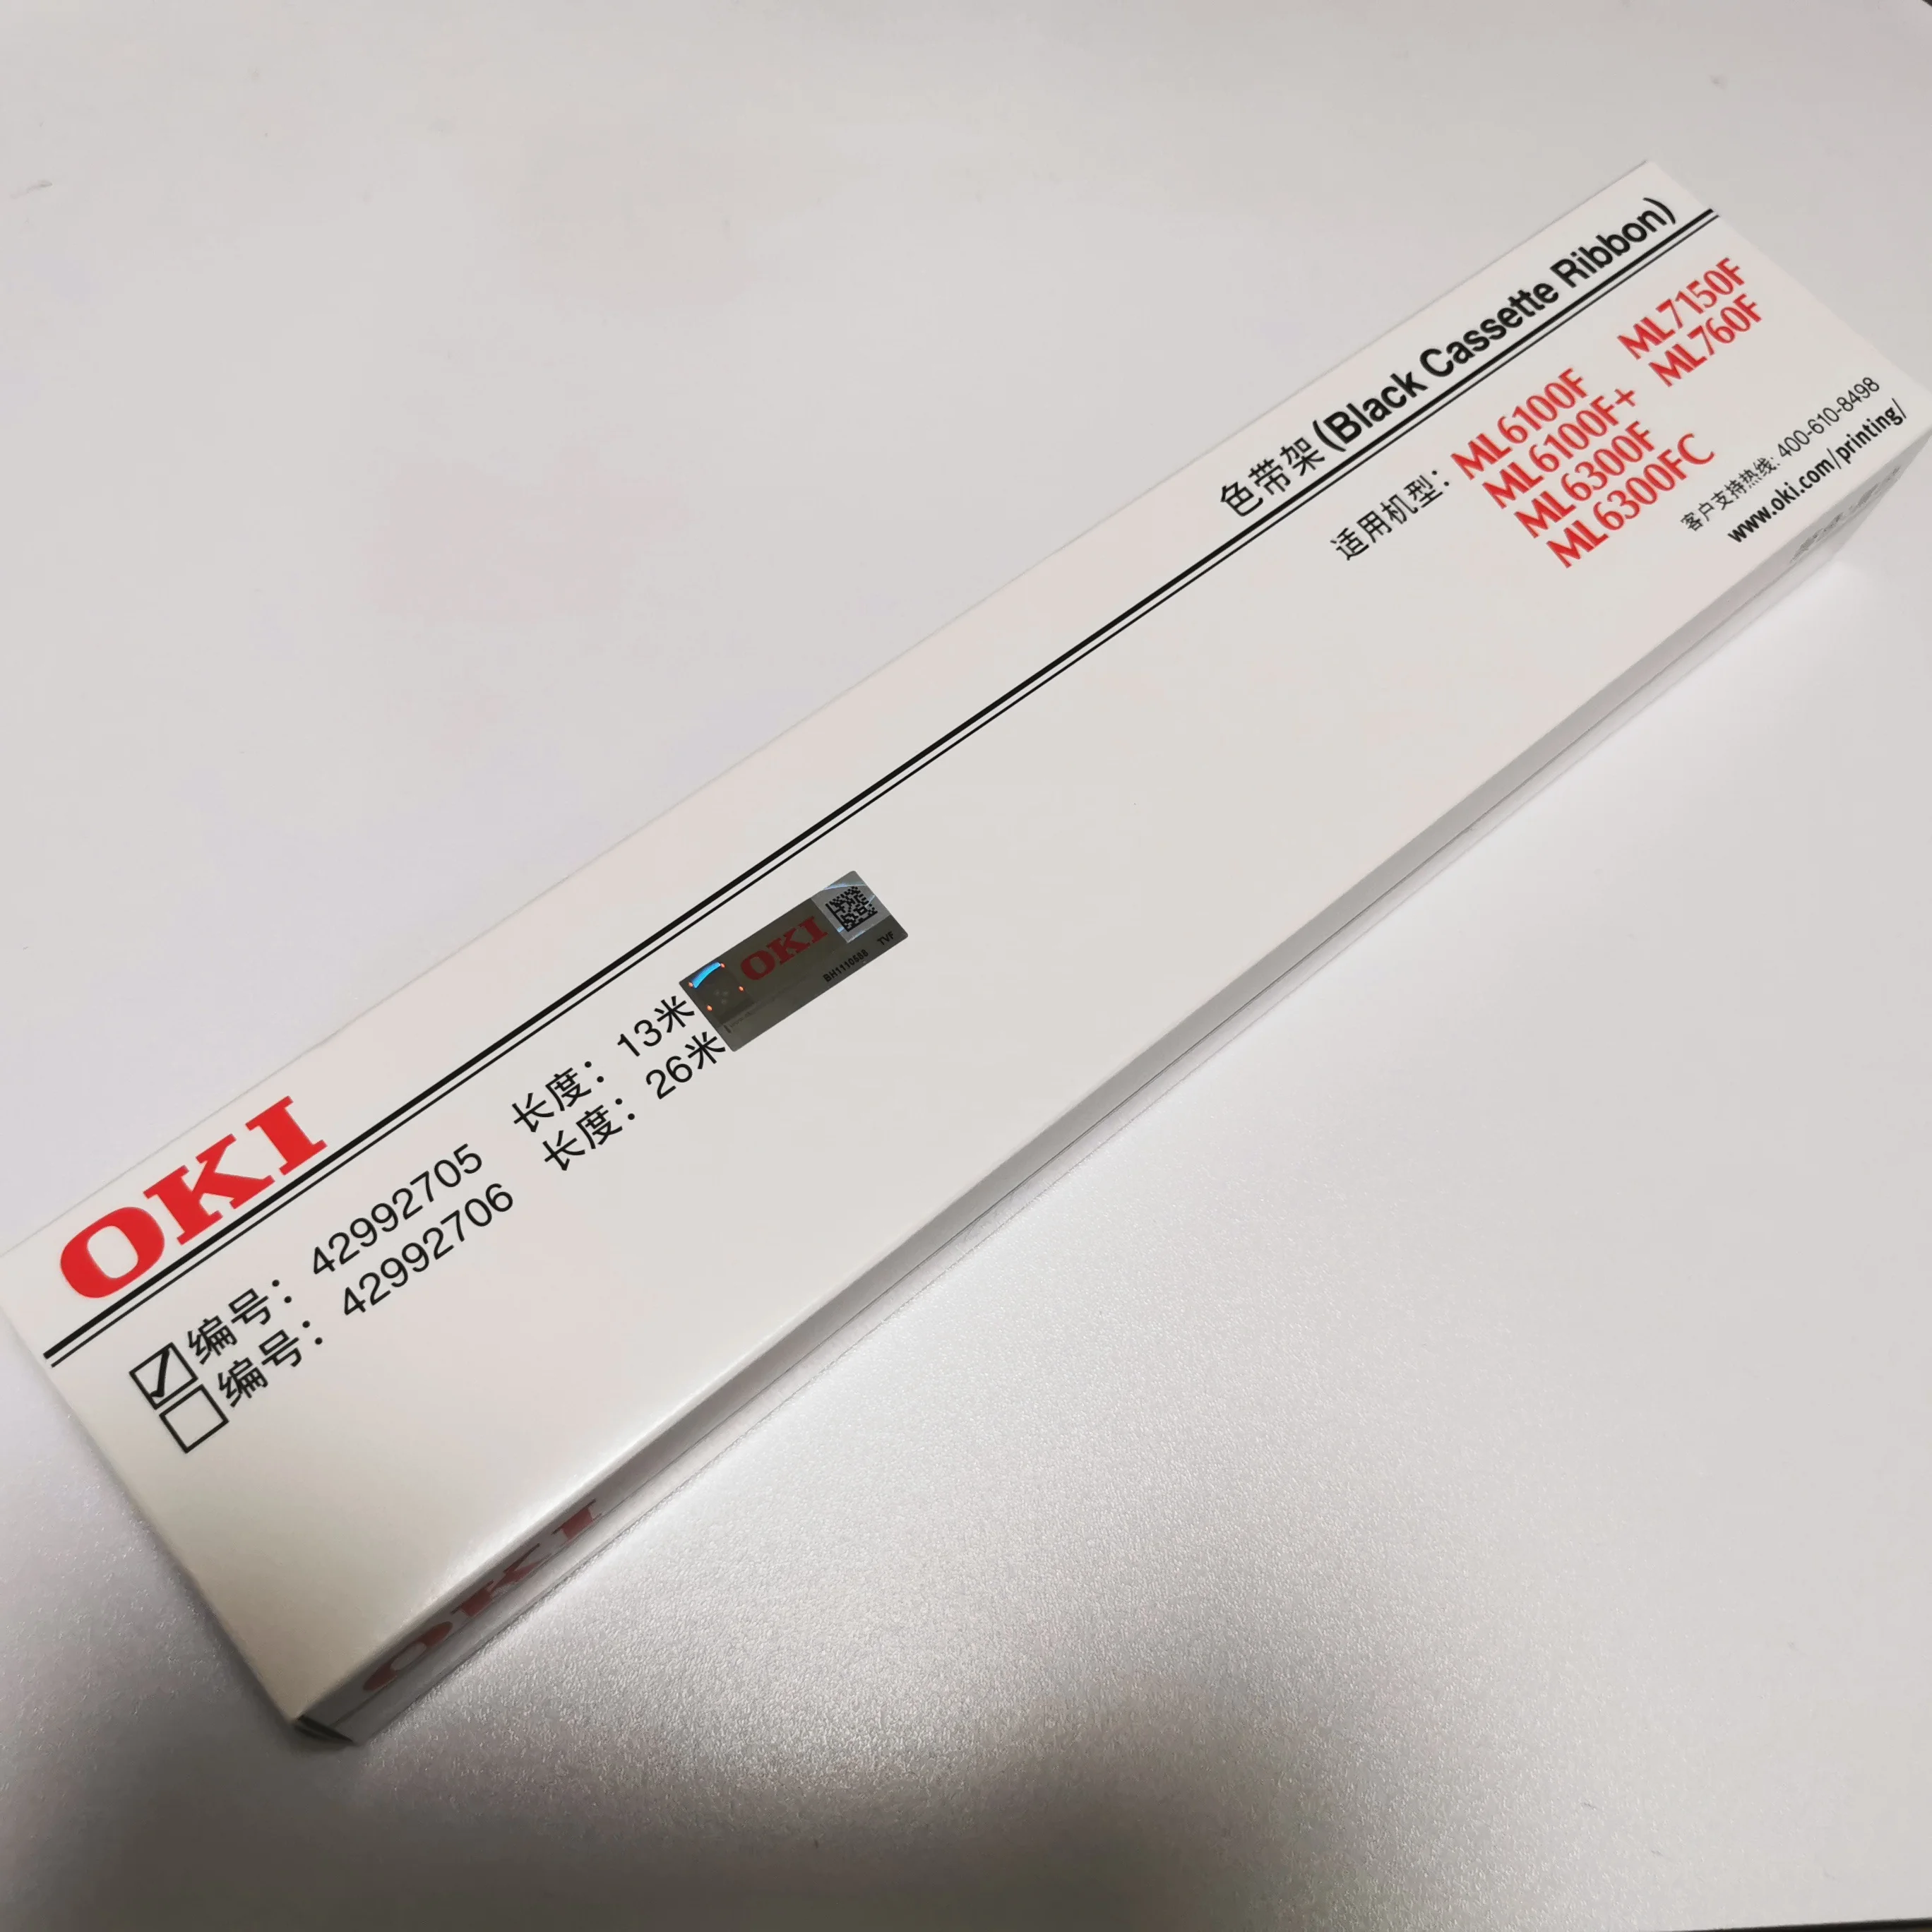 OKI
色带架(Black Cassette Ribbon)
编号：42992705 长度：13米
编号：42992706 长度：26米
OKI
BH1110688 TVF
适用机型：ML6100F ML7150F
ML6100F+ ML760F
ML6300F
ML6300FC
客户支持热线: 400-610-8498
www.oki.com/printing/
OKI